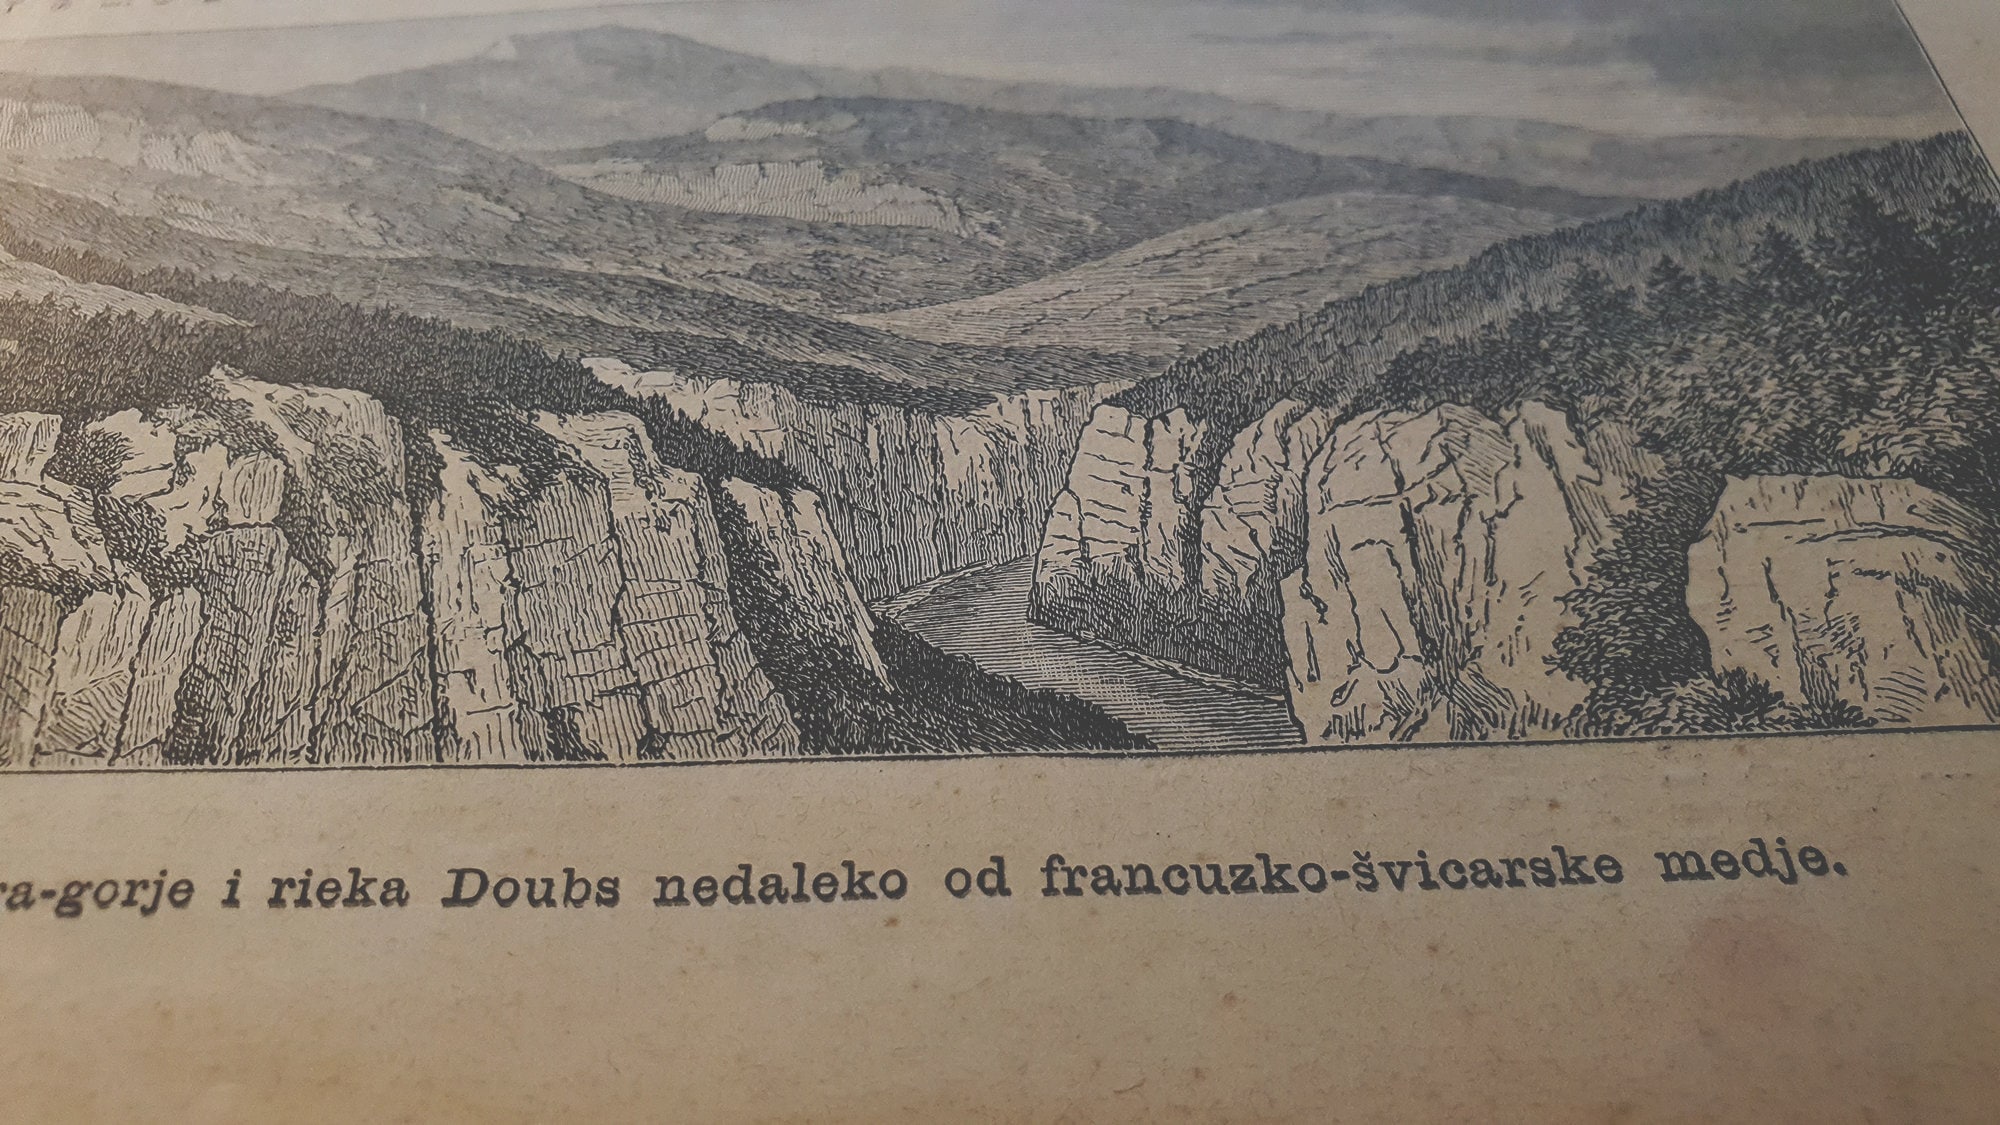 ra-gorje i rieka Doubs nedaleko od francuzko-švicarske medje.